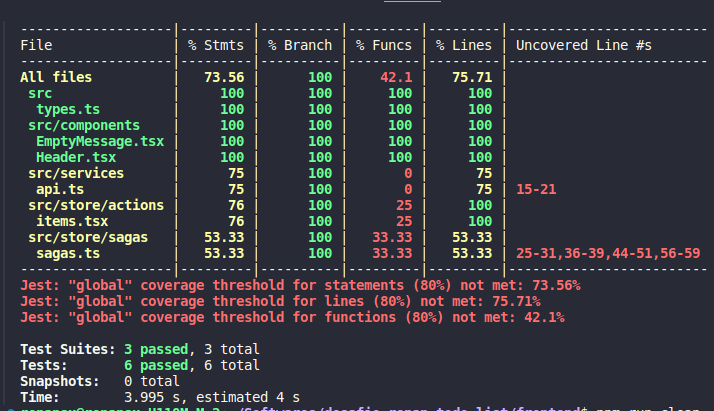 -------------------|---------|----------|---------|---------|-------------------------
File               | % Stmts | % Branch | % Funcs | % Lines | Uncovered Line #s
-------------------|---------|----------|---------|---------|-------------------------
All files          |   73.56 |      100 |    42.1 |   75.71 |
 src               |     100 |      100 |     100 |     100 |
  types.ts         |     100 |      100 |     100 |     100 |
 src/components    |     100 |      100 |     100 |     100 |
  EmptyMessage.tsx |     100 |      100 |     100 |     100 |
  Header.tsx       |     100 |      100 |     100 |     100 |
 src/services      |      75 |      100 |       0 |      75 |
  api.ts           |      75 |      100 |       0 |      75 | 15-21
 src/store/actions |      76 |      100 |      25 |     100 |
  items.tsx        |      76 |      100 |      25 |     100 |
 src/store/sagas   |   53.33 |      100 |   33.33 |   53.33 |
  sagas.ts         |   53.33 |      100 |   33.33 |   53.33 | 25-31,36-39,44-51,56-59
-------------------|---------|----------|---------|---------|-------------------------
Jest: "global" coverage threshold for statements (80%) not met: 73.56%
Jest: "global" coverage threshold for lines (80%) not met: 75.71%
Jest: "global" coverage threshold for functions (80%) not met: 42.1%
Test Suites: 3 passed, 3 total
Tests:       6 passed, 6 total
Snapshots:   0 total
Time:        3.995 s, estimated 4 s